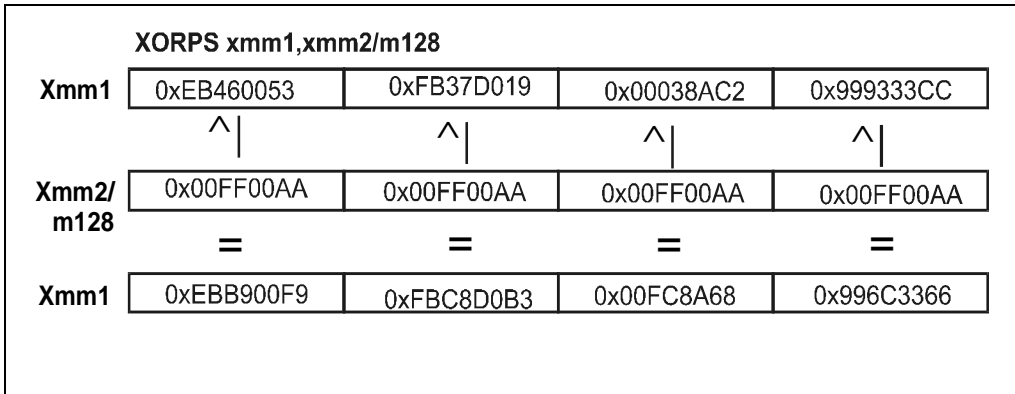 XORPS xmm1,xmm2/m128
Xmm1 0xEB460053 0xFB37D019 0x00038AC2 0x999333CC
^| ^| ^| ^|
Xmm2/ 0x00FF00AA 0x00FF00AA 0x00FF00AA 0x00FF00AA
m128
= = = =
Xmm1 0xEBB900F9 0xFBC8D0B3 0x00FC8A68 0x996C3366